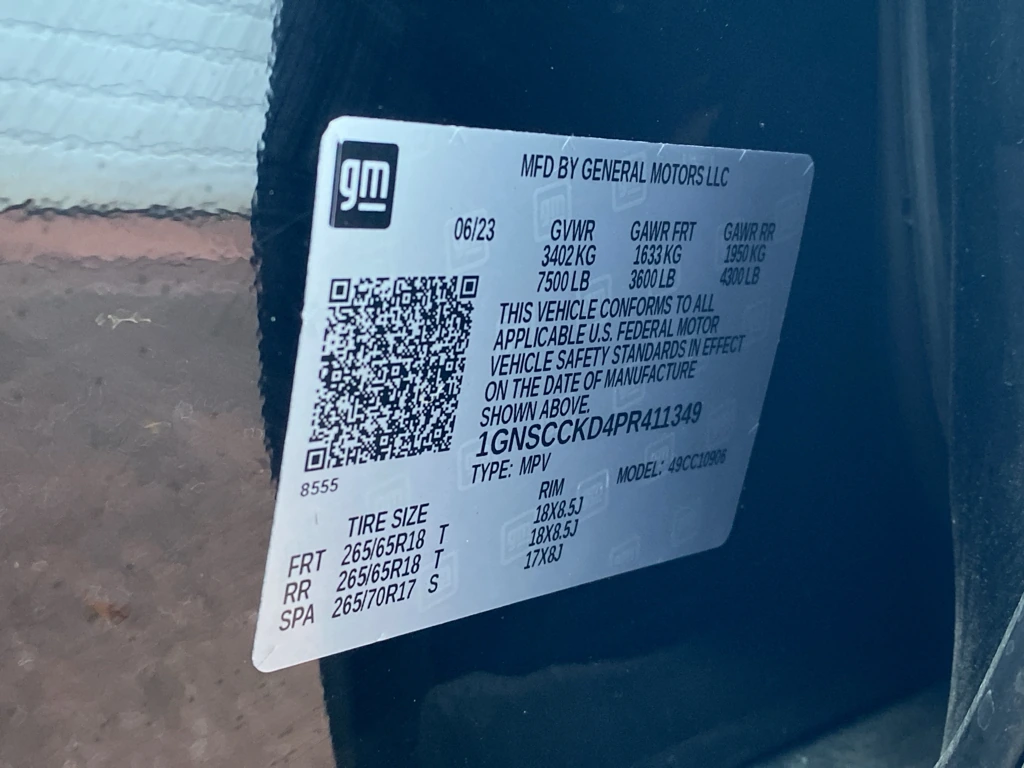 gm
MFD BY GENERAL MOTORS LLC
06/23 GVWR GAWR FRT GAWR RR
3402 KG 1633 KG 1950 KG
7500 LB 3600 LB 4300 LB
THIS VEHICLE CONFORMS TO ALL
APPLICABLE U.S. FEDERAL MOTOR
VEHICLE SAFETY STANDARDS IN EFFECT
ON THE DATE OF MANUFACTURE
SHOWN ABOVE.
1GNSCCKD4PR411349
TYPE: MPV MODEL: 49CC10906
8555
TIRE SIZE RIM
FRT 265/65R18 T 18X8.5J
RR 265/65R18 T 18X8.5J
SPA 265/70R17 S 17X8J